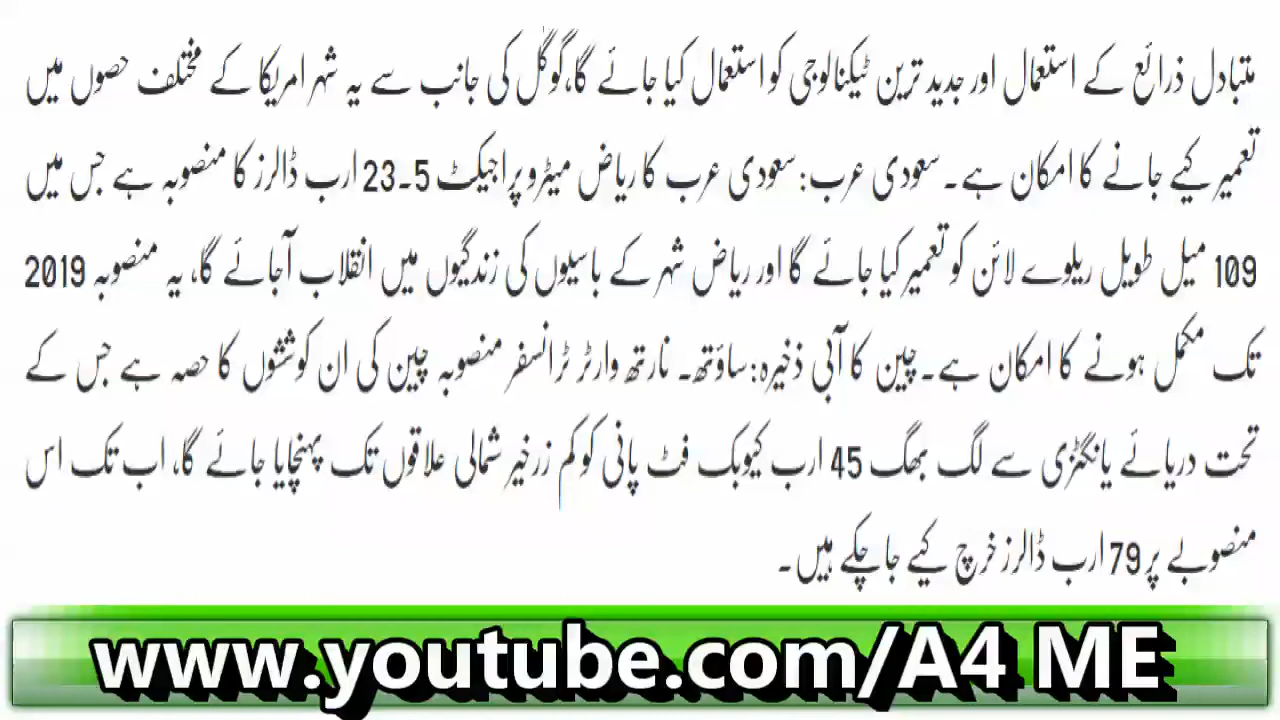 متبادل ذرائع کے استعمال اور جدید ترین ٹیکنالوجی کو استعمال کیا جائے گا،گوگل کی جانب سے یہ شہر امریکا کے مختلف حصوں میں
تعمیر کیے جانے کا امکان ہے۔ سعودی عرب: سعودی عرب کا ریاض میٹرو پراجیکٹ 23۔5 ارب ڈالرز کا منصوبہ ہے جس میں
109 میل طویل ریلوے لائن کو تعمیر کیا جائے گا اور ریاض شہر کے باسیوں کی زندگیوں میں انقلاب آجائے گا، یہ منصوبہ 2019
تک مکمل ہونے کا امکان ہے۔ چین کا آبی ذخیرہ: ساؤتھ۔ نارتھ وارٹر ٹرانسفر منصوبہ چین کی ان کوششوں کا حصہ ہے جس کے
تحت دریائے یانگٹزی سے لگ بھگ 45 ارب کیوبک فٹ پانی کو کم زرخیر شمالی علاقوں تک پہنچایا جائے گا، اب تک اس
منصوبے پر 79 ارب ڈالرز خرچ کیے جاچکے ہیں۔
www.youtube.com/A4 ME